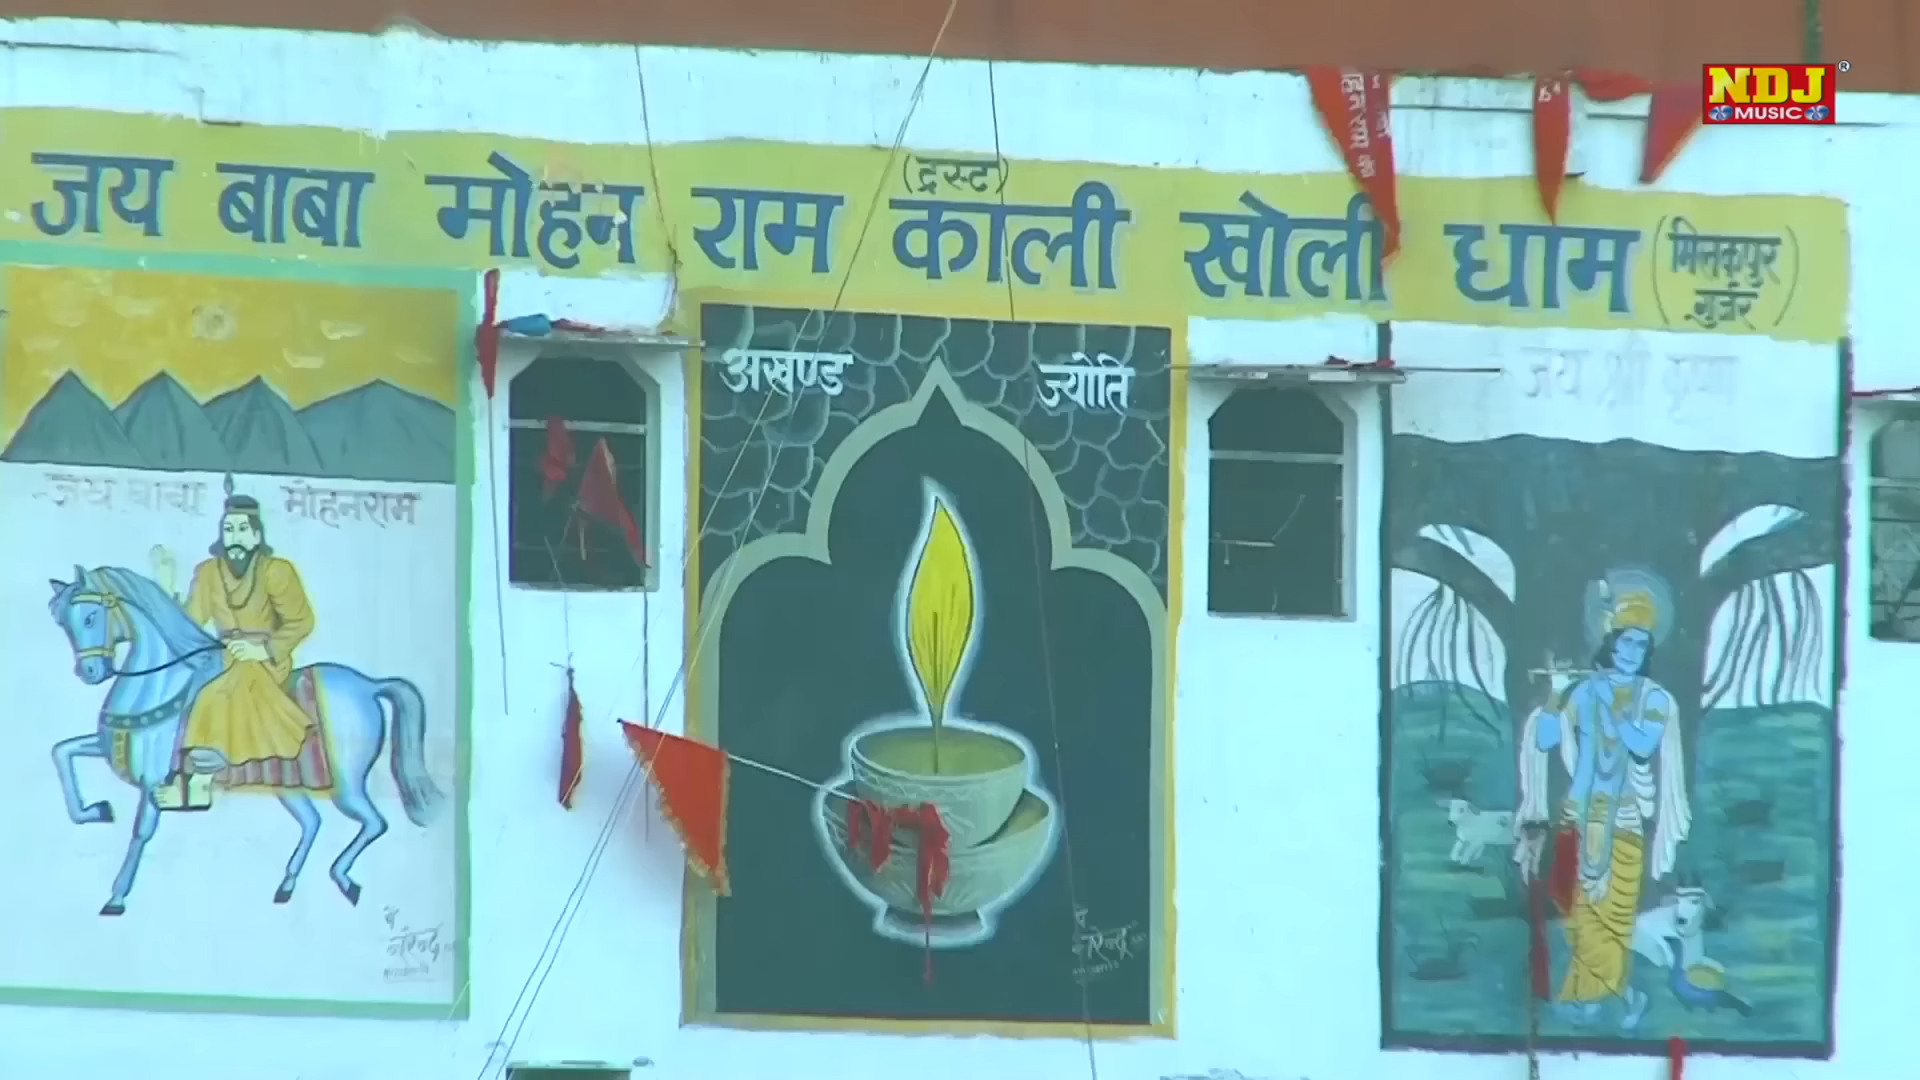 NDJ
MUSIC
जय बाबा मोहन राम काली खोली धाम
(ट्रस्ट)
(मिलकपुर
गुर्जर)
अखण्ड ज्योति
जय श्री कृष्णा
जय बाबा मोहनराम